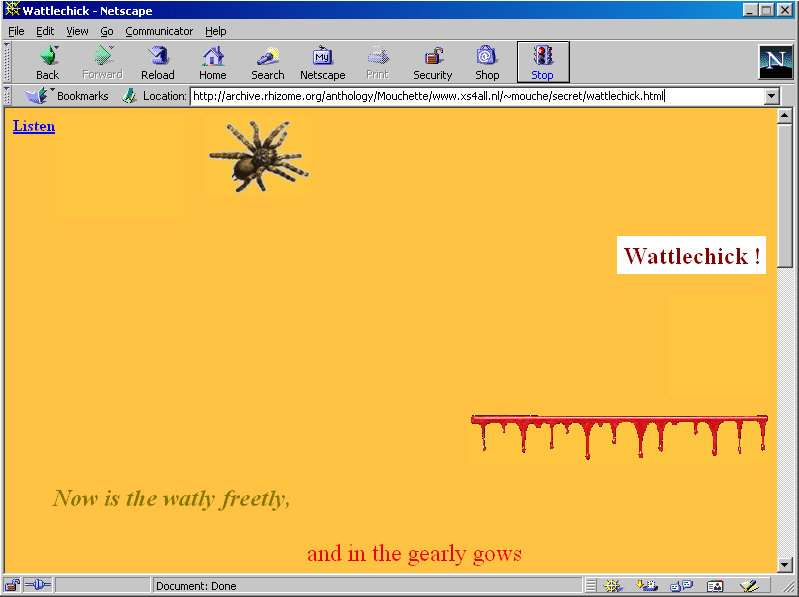 Wattlechick - Netscape
File Edit View Go Communicator Help
Back Forward Reload Home Search My Netscape Print Security Shop Stop N
Bookmarks Location: http://archive.rhizome.org/anthology/Mouchette/www.xs4all.nl/~mouche/secret/wattlechick.html
Listen
Wattlechick !
Now is the watly freetly,
and in the gearly gows
Document: Done